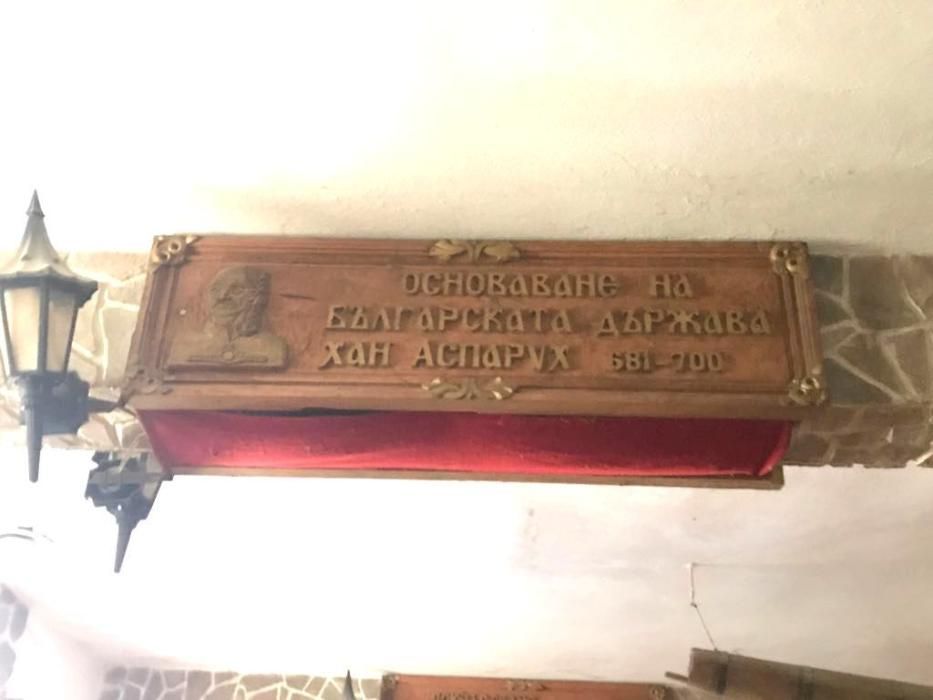 ОСНОВАВАНЕ НА
БЪЛГАРСКАТА ДЪРЖАВА
ХАН АСПАРУХ 681-700